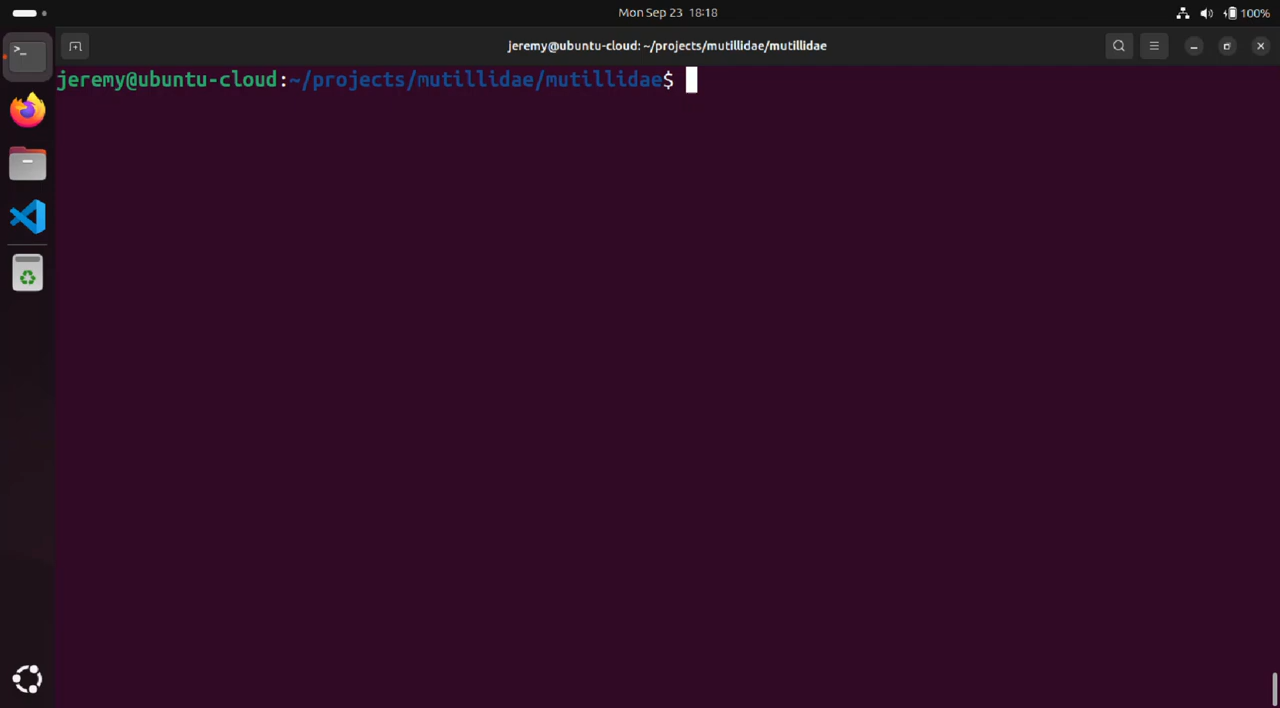 Mon Sep 23 18:18
100%
jeremy@ubuntu-cloud: ~/projects/mutillidae/mutillidae
jeremy@ubuntu-cloud:~/projects/mutillidae/mutillidae$